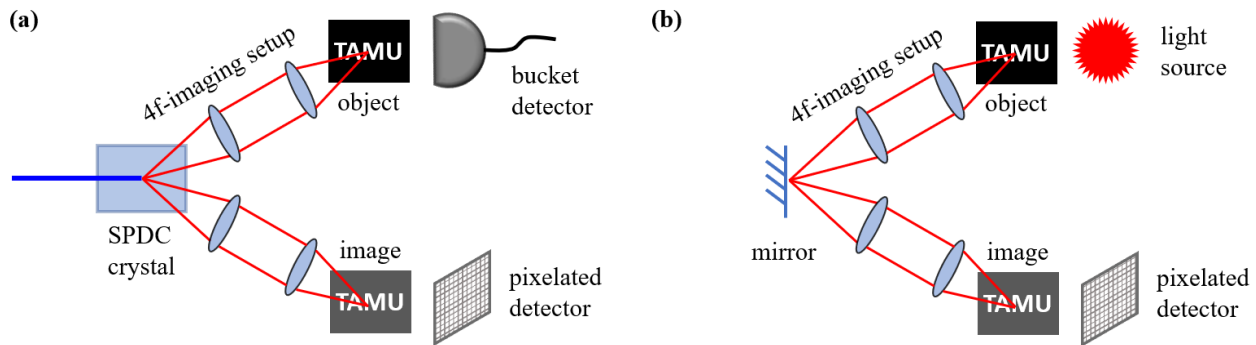 (a)
4f-imaging setup
TAMU
object
bucket
detector
SPDC
crystal
image
TAMU
pixelated
detector
(b)
4f-imaging setup
TAMU
object
light
source
mirror
image
TAMU
pixelated
detector